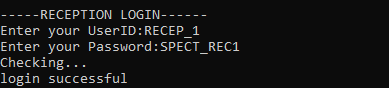 -----RECEPTION LOGIN------
Enter your UserID:RECEP_1
Enter your Password:SPECT_REC1
Checking...
login successful